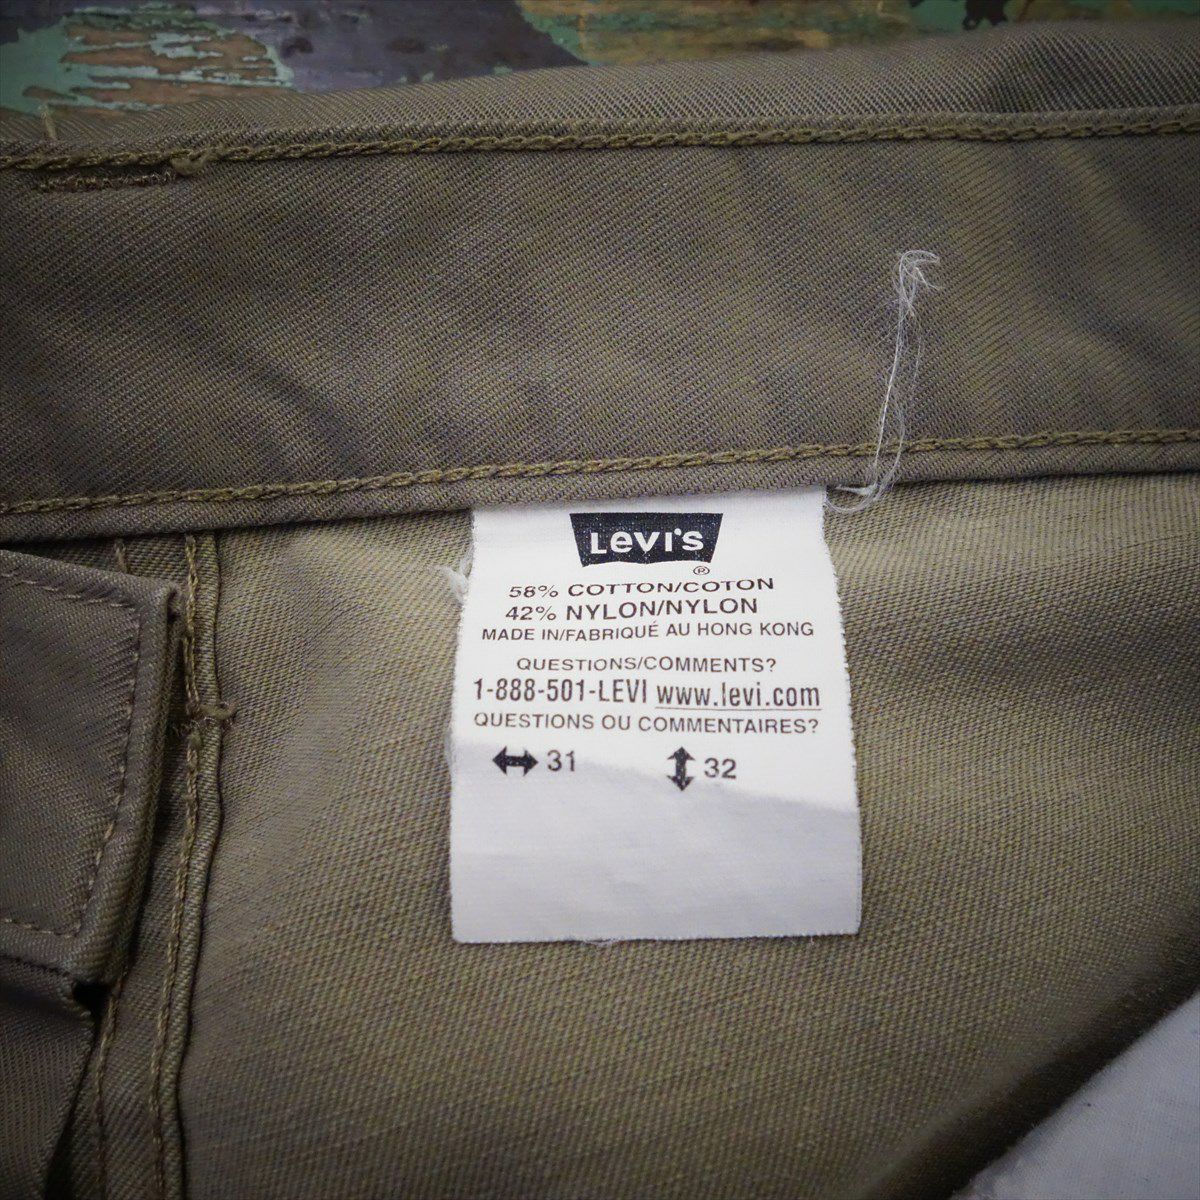 LEVI'S
®
58% COTTON/COTON
42% NYLON/NYLON
MADE IN/FABRIQUÉ AU HONG KONG
QUESTIONS/COMMENTS?
1-888-501-LEVI www.levi.com
QUESTIONS OU COMMENTAIRES?
31 32